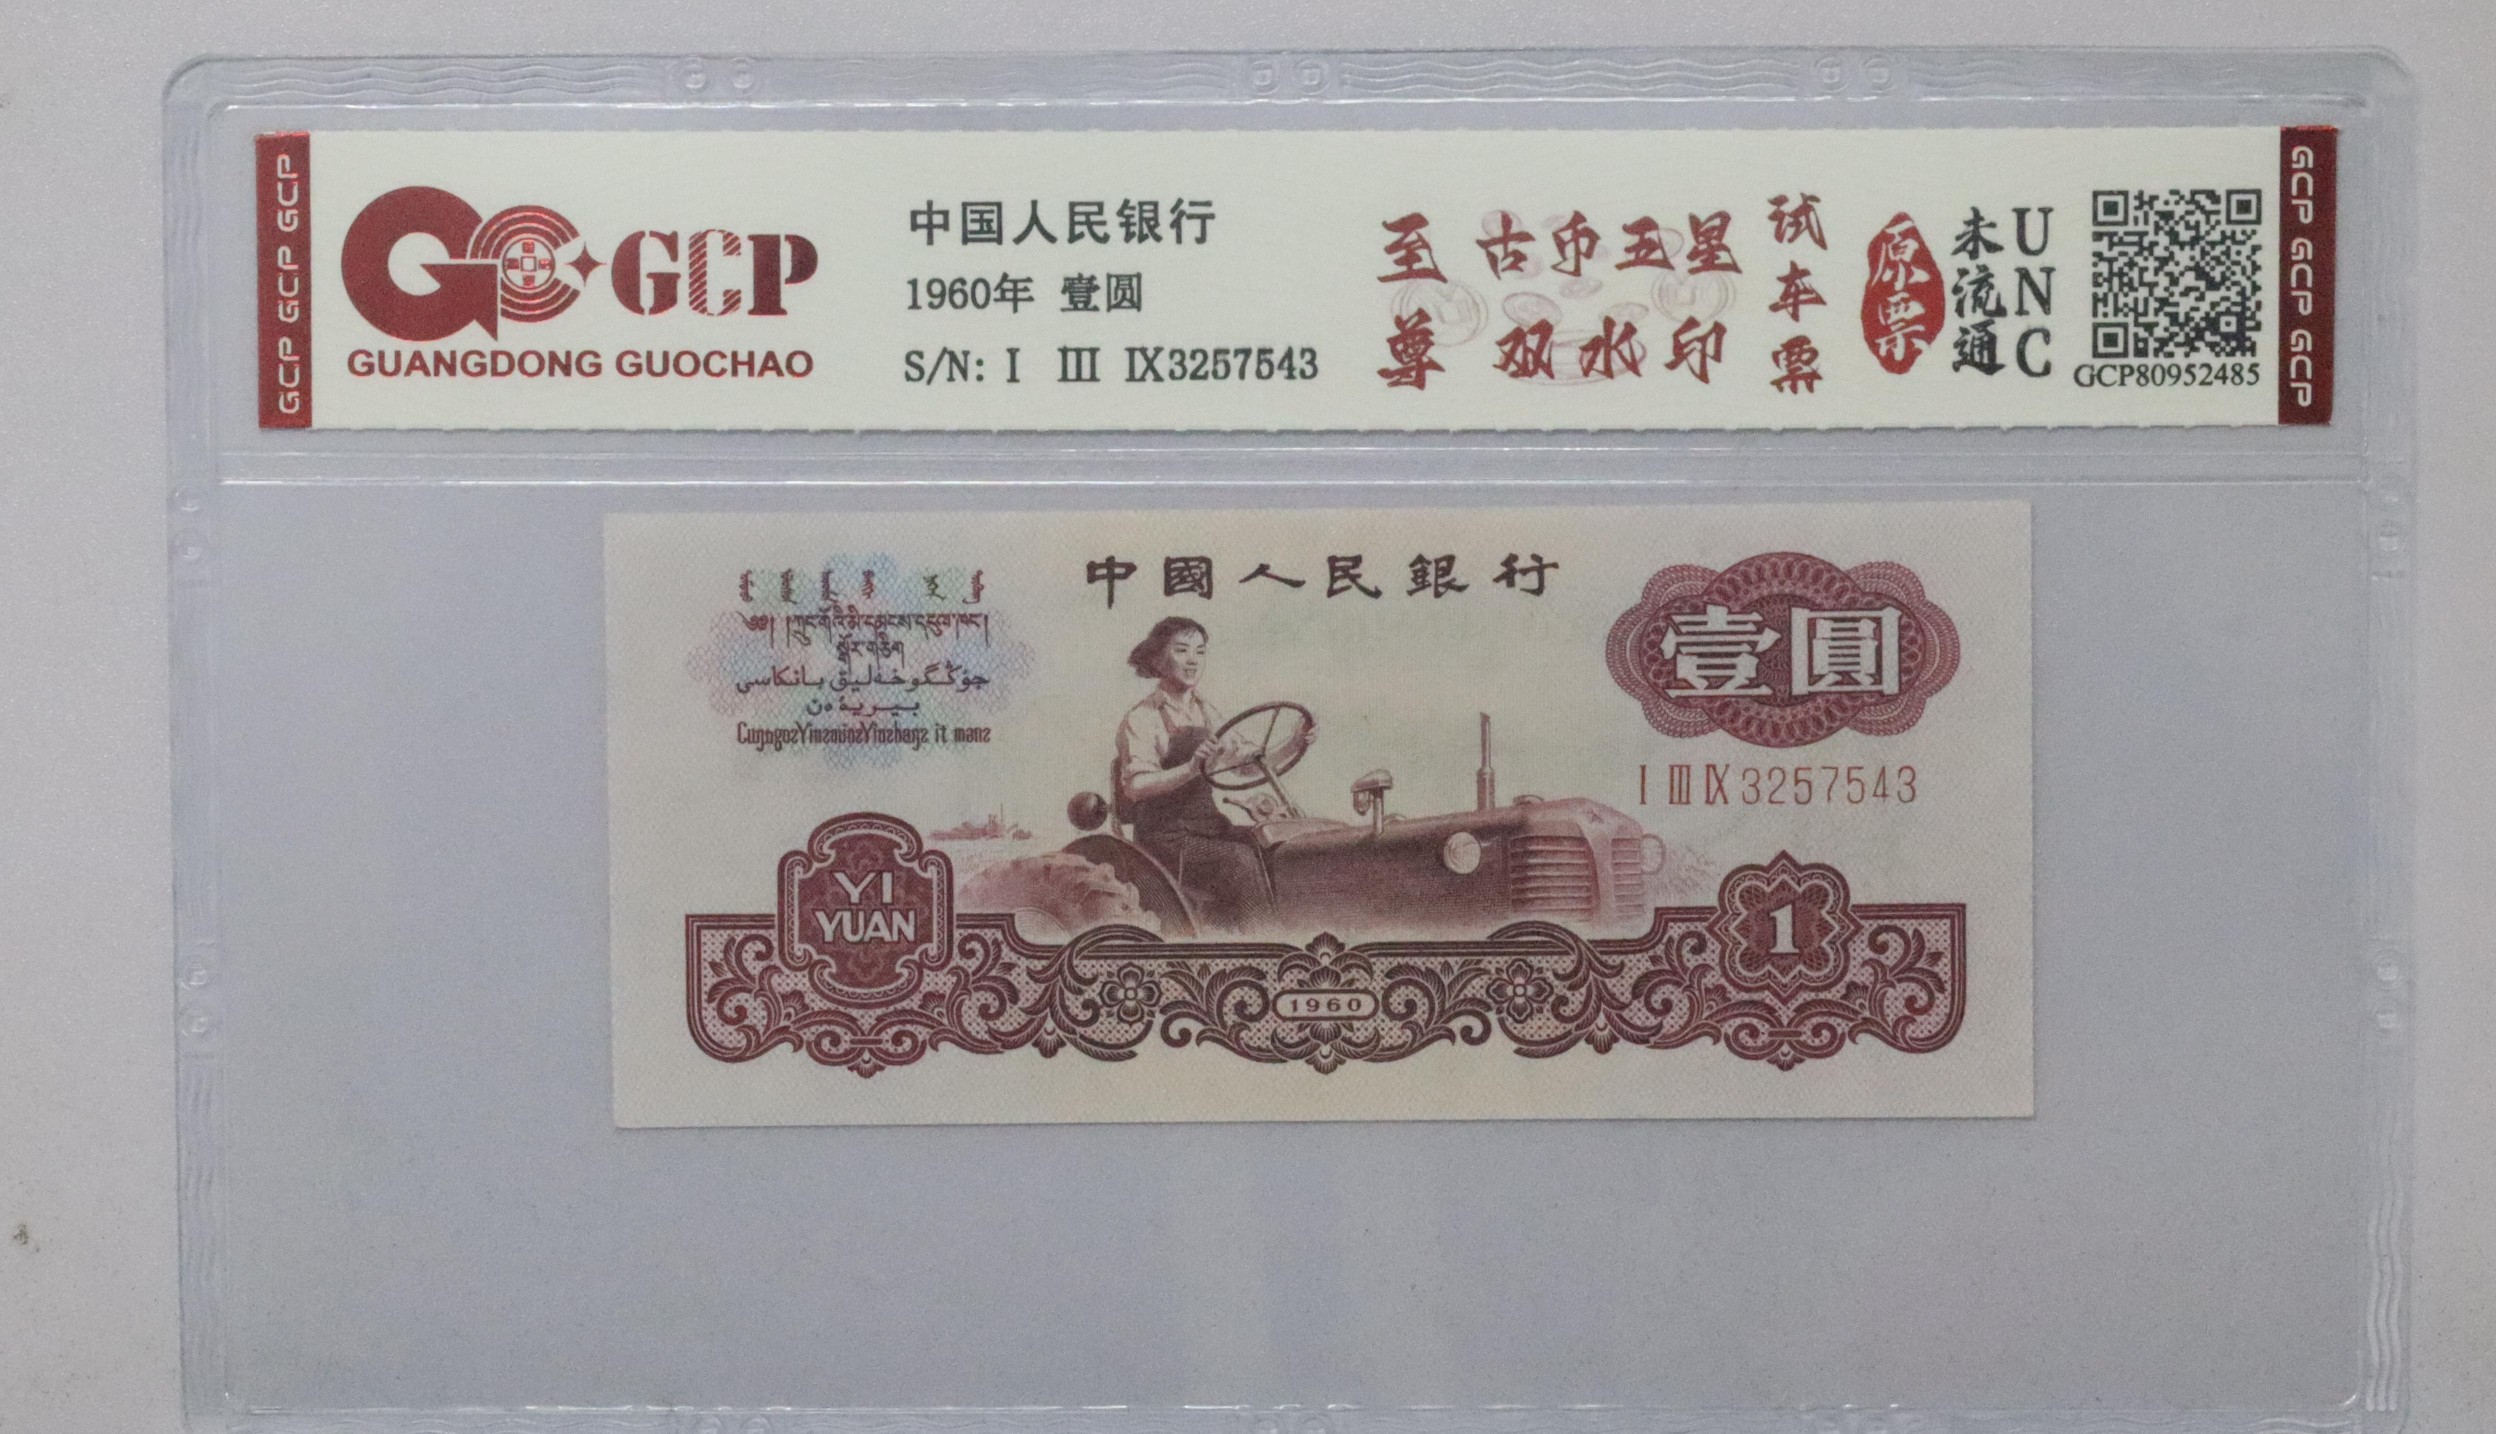 GCP GCP GCP
GCP
GUANGDONG GUOCHAO
中国人民银行
1960年 壹圆
S/N: I III IX3257543
至尊
古币五星
双水印
试车票
原票
未流通
UNC
GCP80952485
GCP GCP GCP
中國人民銀行
壹圓
I III IX 3257543
YI
YUAN
1
1960